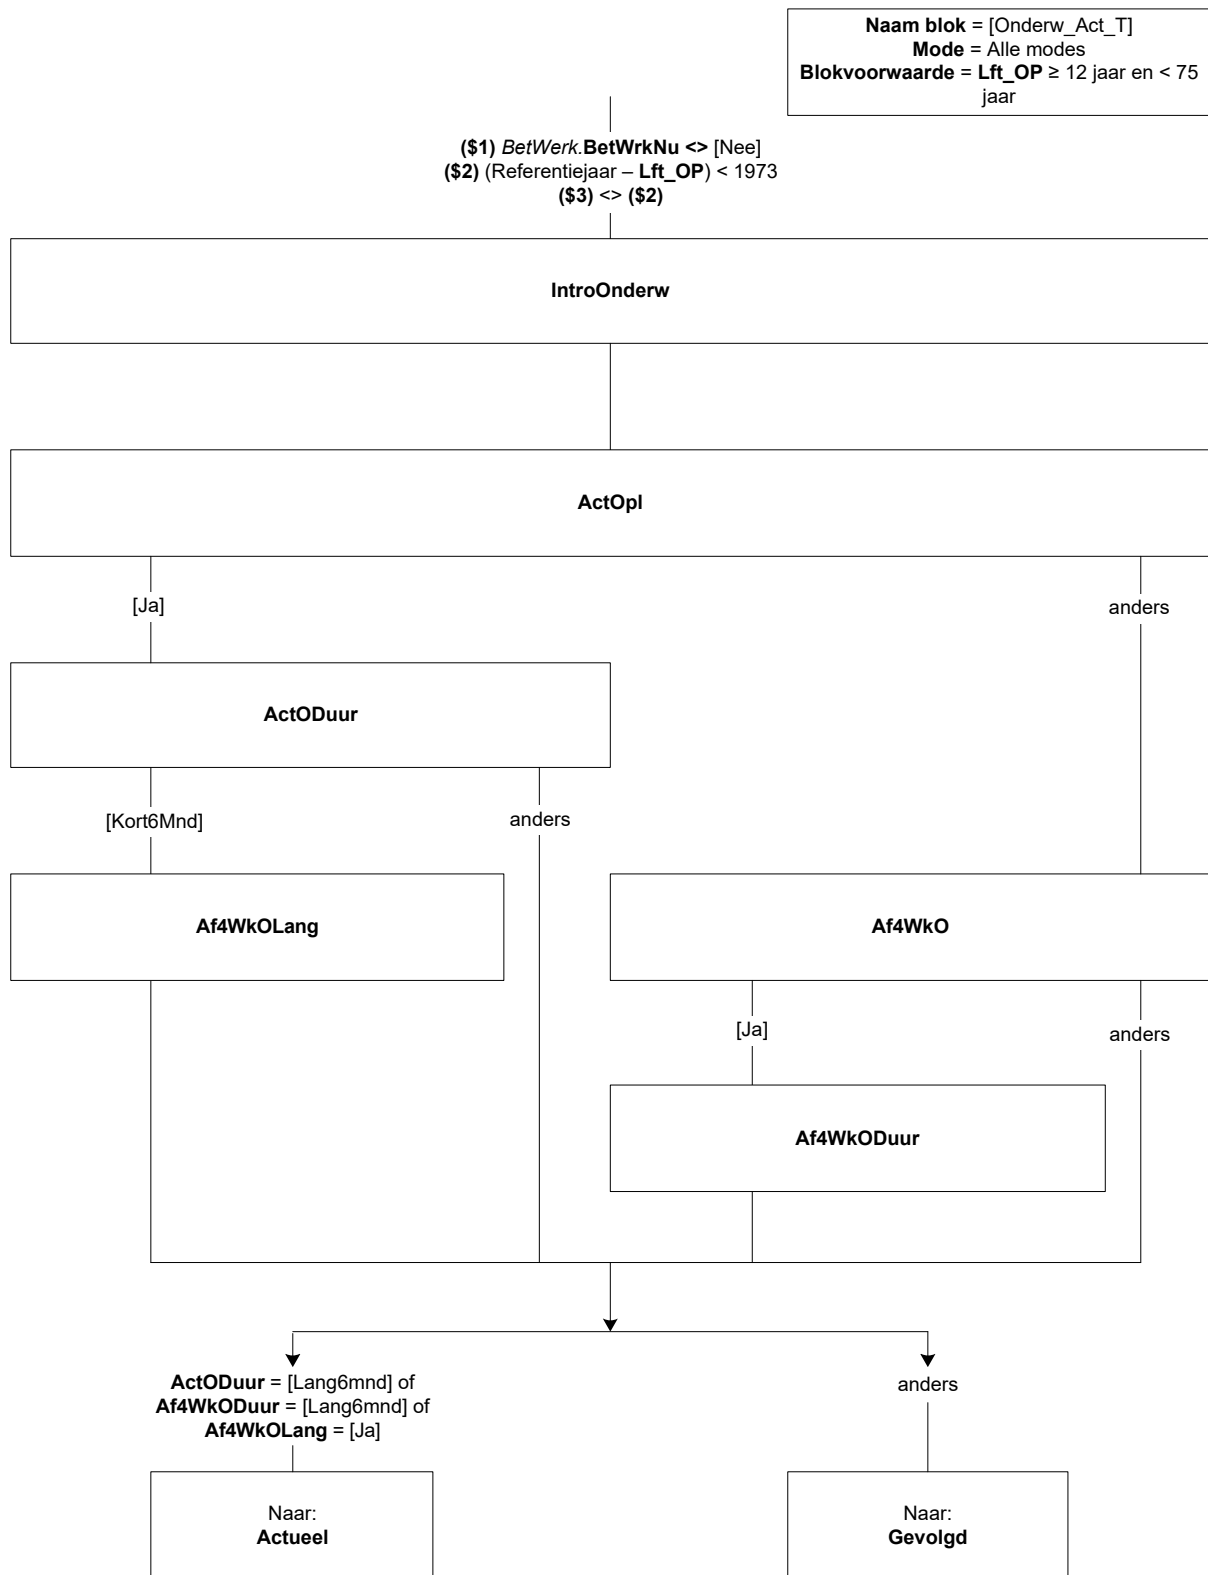 Naam blok = [Onderw_Act_T]
Mode = Alle modes
Blokvoorwaarde = Lft_OP ≥ 12 jaar en < 75
jaar
($1) BetWerk.BetWrkNu <> [Nee]
($2) (Referentiejaar – Lft_OP) < 1973
($3) <> ($2)
IntroOnderw
ActOpl
[Ja]
anders
ActODuur
[Kort6Mnd]
anders
Af4WkOLang
Af4WkO
[Ja]
anders
Af4WkODuur
ActODuur = [Lang6mnd] of
Af4WkODuur = [Lang6mnd] of
Af4WkOLang = [Ja]
anders
Naar:
Actueel
Naar:
Gevolgd